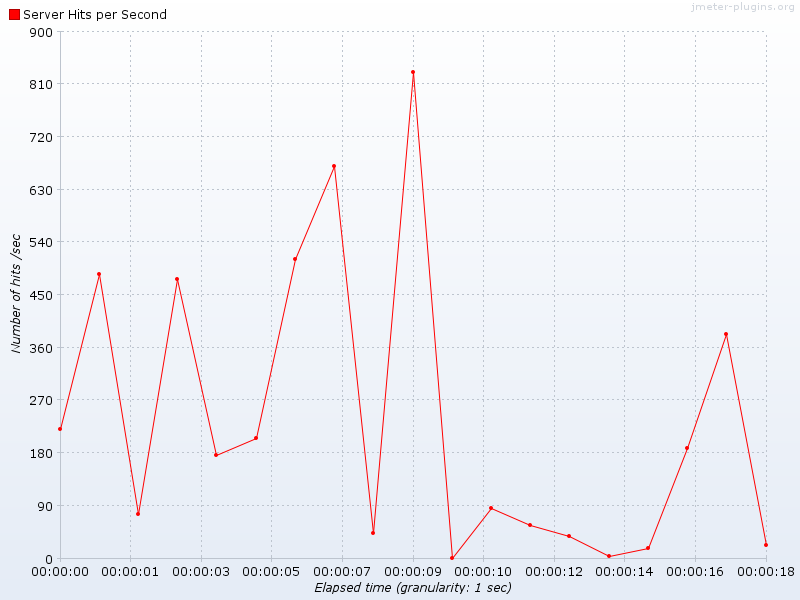 jmeter-plugins.org
Server Hits per Second
900
810
720
630
540
450
360
270
180
90
0
Number of hits /sec
00:00:00 00:00:01 00:00:03 00:00:05 00:00:07 00:00:09 00:00:10 00:00:12 00:00:14 00:00:16 00:00:18
Elapsed time (granularity: 1 sec)